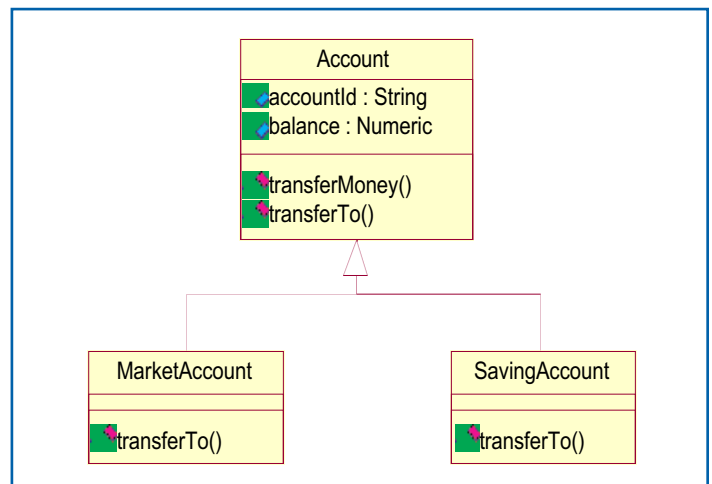 Account
accountId : String
balance : Numeric
transferMoney()
transferTo()
MarketAccount
transferTo()
SavingAccount
transferTo()